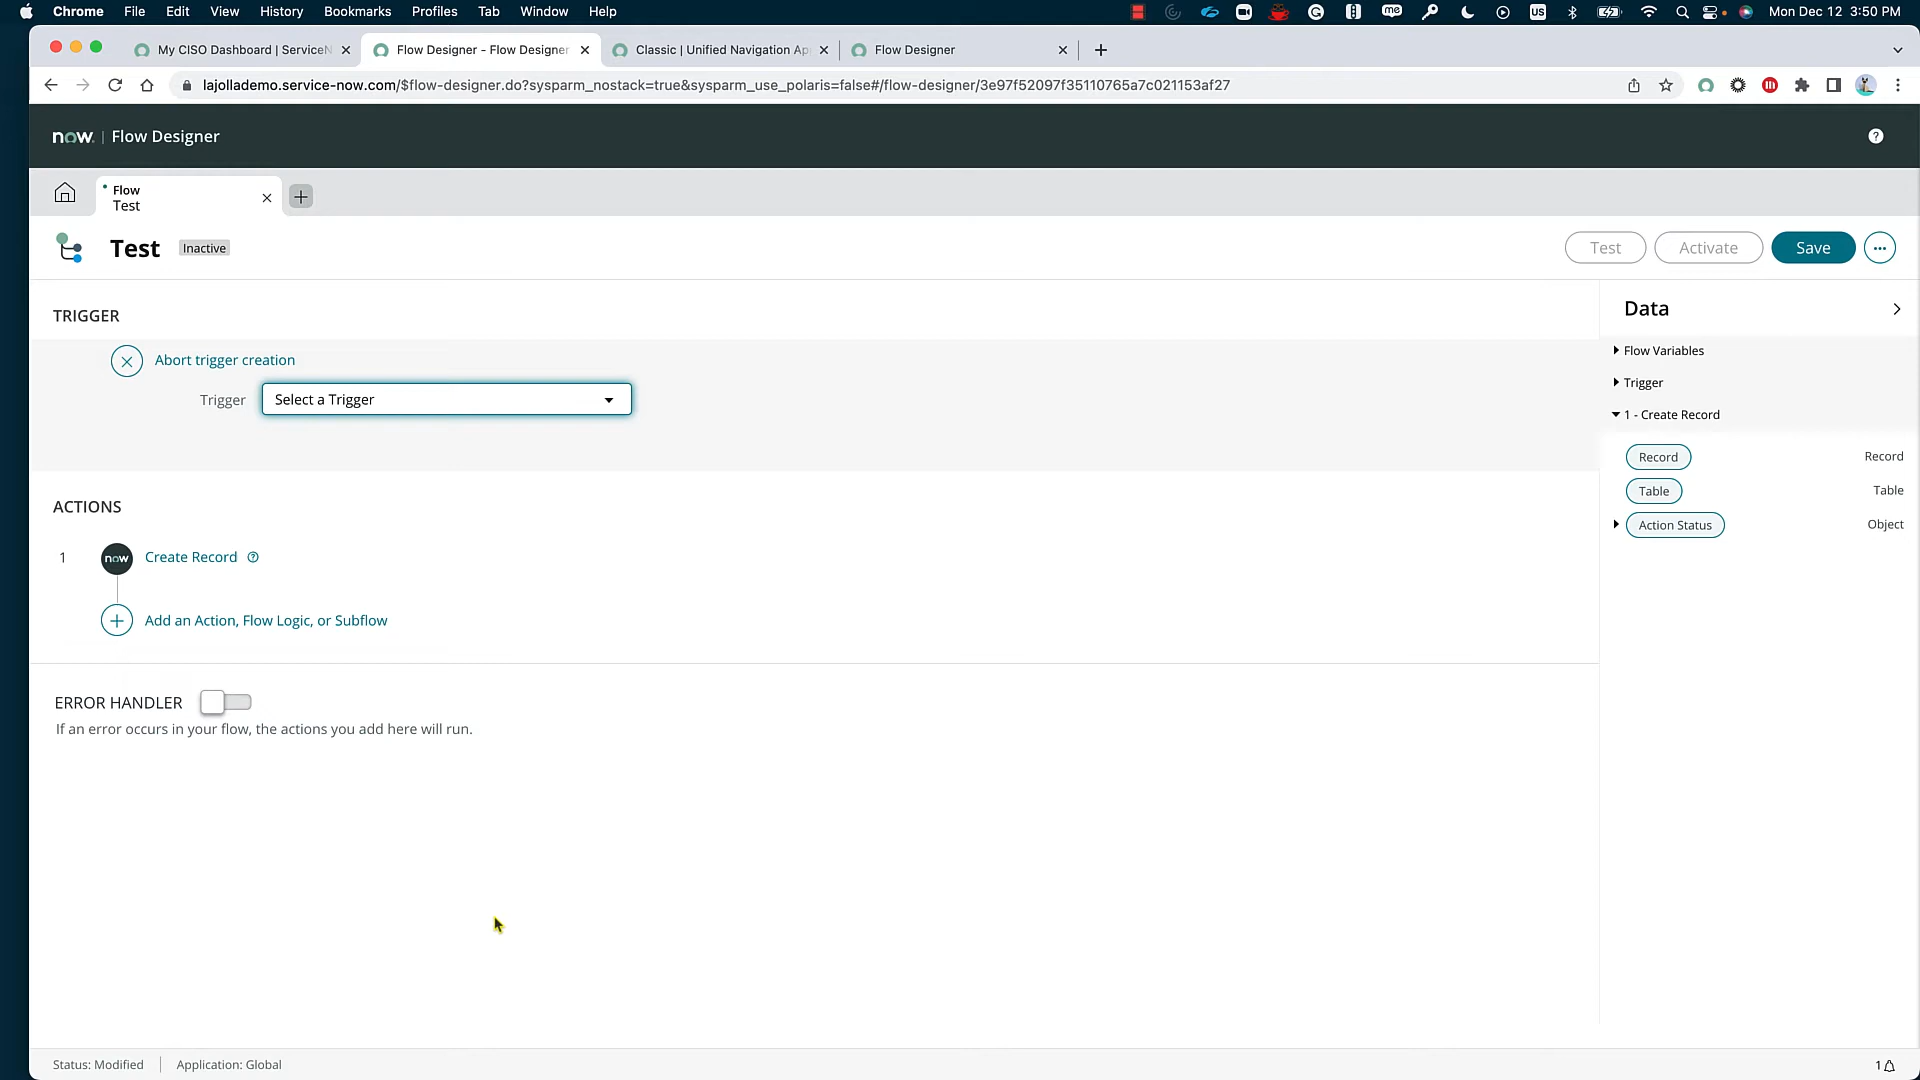 Chrome File Edit View History Bookmarks Profiles Tab Window Help me US Mon Dec 12 3:50 PM
My CISO Dashboard | ServiceN
Flow Designer - Flow Designer
Classic | Unified Navigation Ap
Flow Designer
lajollademo.service-now.com/$flow-designer.do?sysparm_nostack=true&sysparm_use_polaris=false#/flow-designer/3e97f52097f35110765a7c021153af27
now. | Flow Designer
?
Flow
Test
Test Inactive
Test Activate Save ...
TRIGGER
Abort trigger creation
Trigger Select a Trigger
ACTIONS
1 now Create Record ?
Add an Action, Flow Logic, or Subflow
ERROR HANDLER
If an error occurs in your flow, the actions you add here will run.
Data
Flow Variables
Trigger
1 - Create Record
Record Record
Table Table
Action Status Object
Status: Modified | Application: Global
1